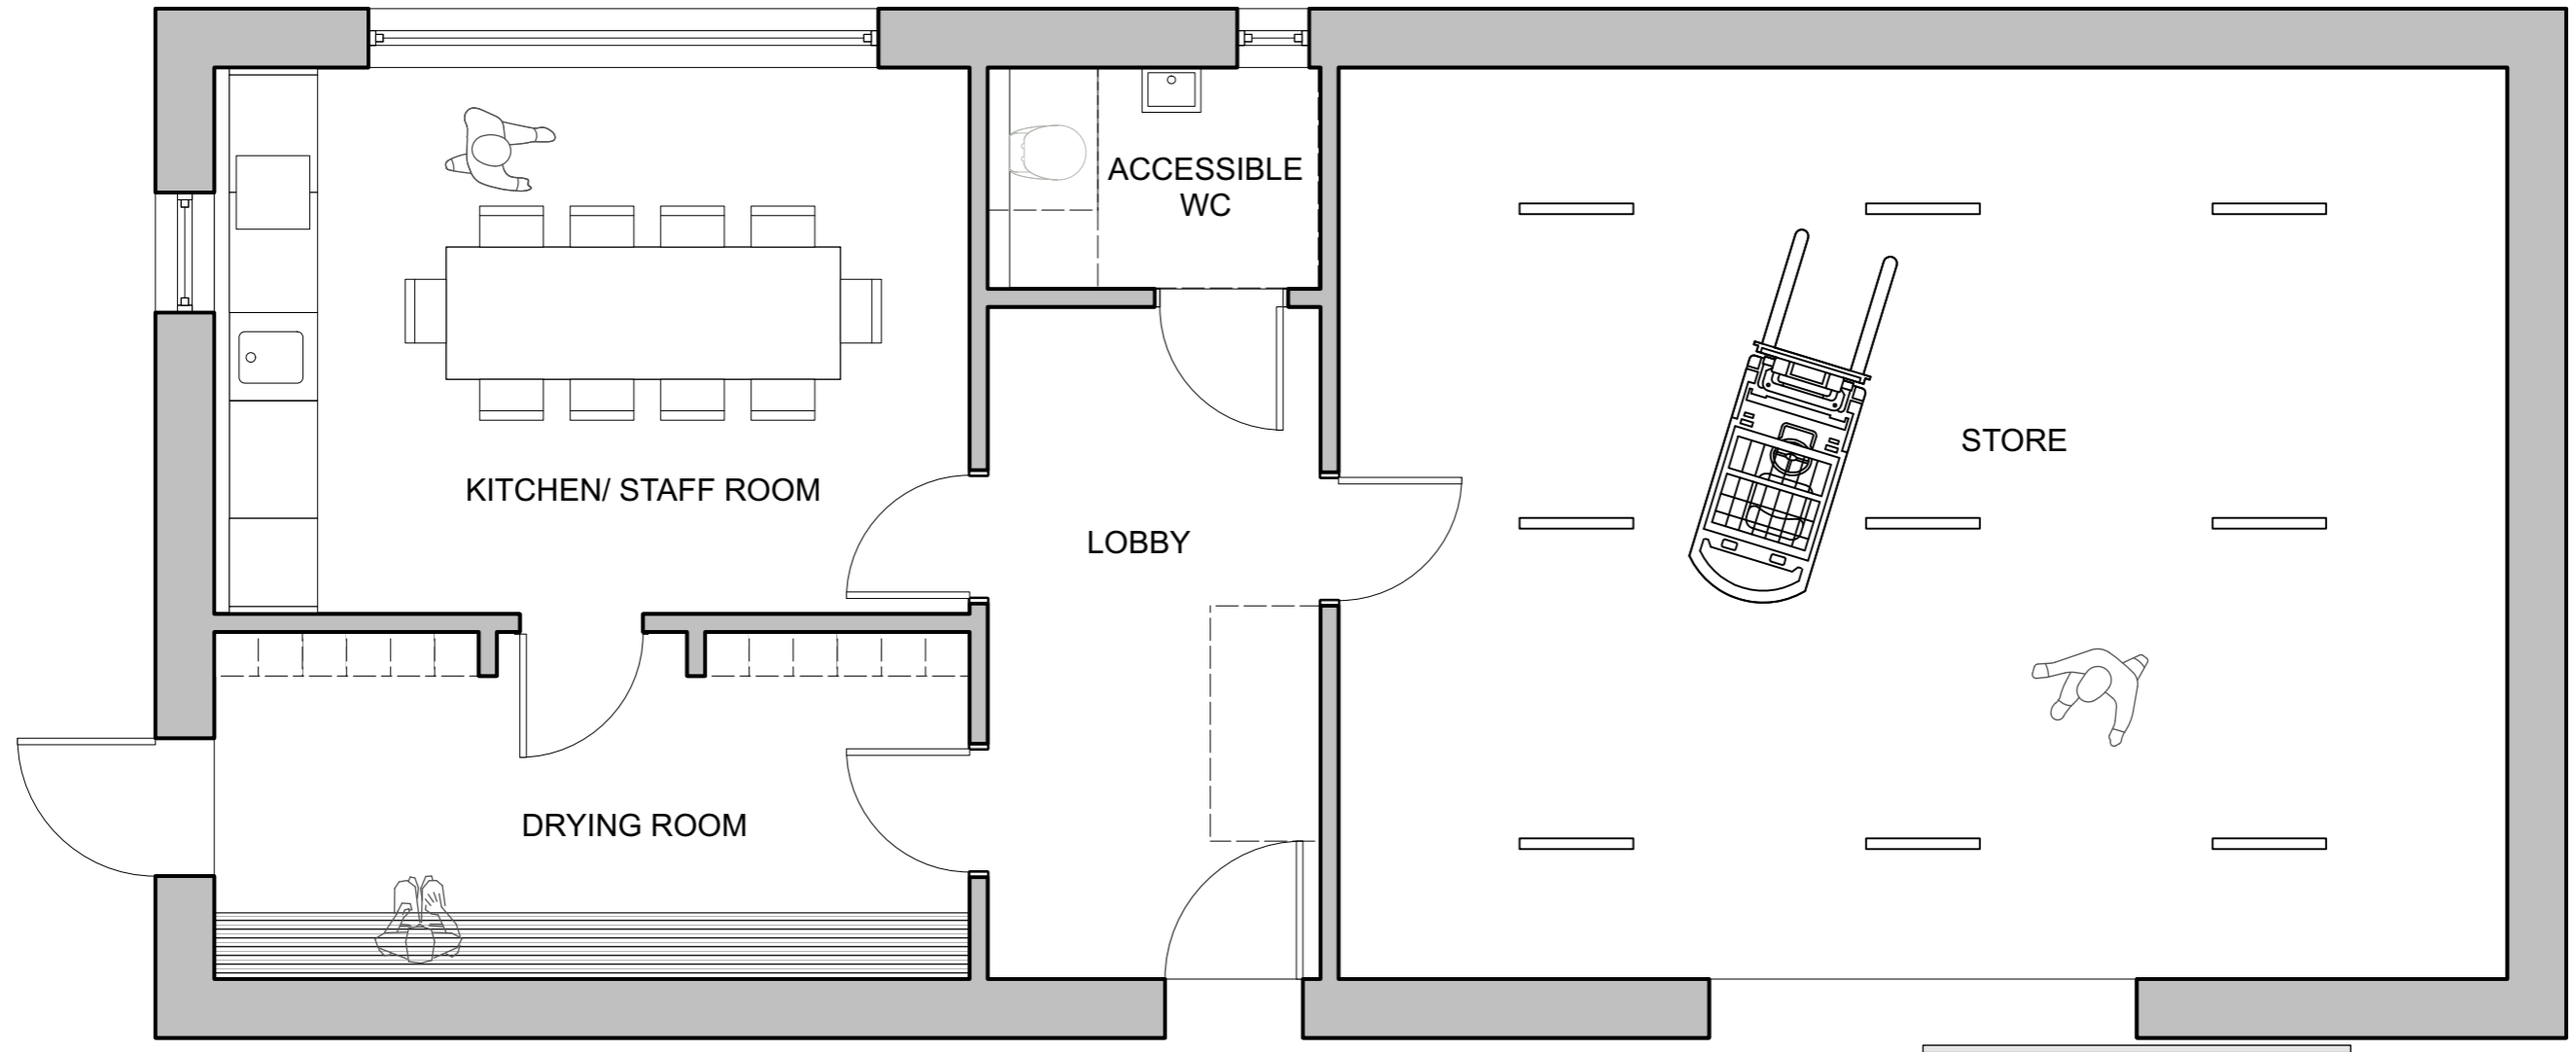 ACCESSIBLE
WC
STORE
KITCHEN/ STAFF ROOM
LOBBY
DRYING ROOM